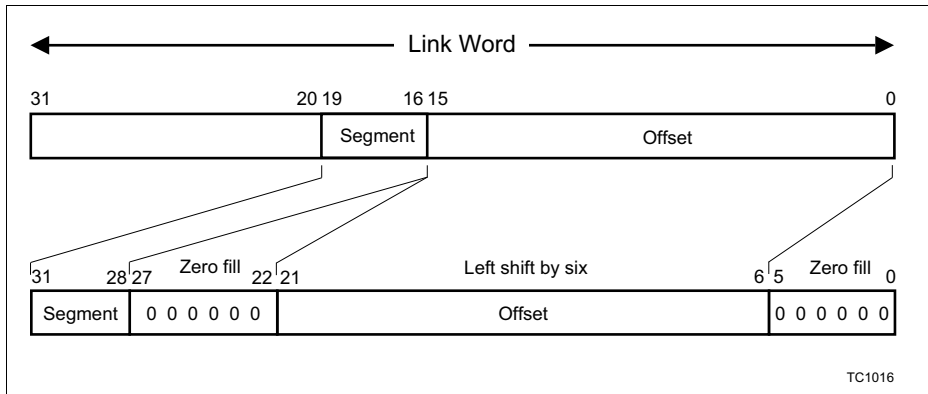 Link Word
31 20 19 16 15 0
Segment Offset
Zero fill Left shift by six Zero fill
31 28 27 22 21 6 5 0
Segment 0 0 0 0 0 0 Offset 0 0 0 0 0 0
TC1016